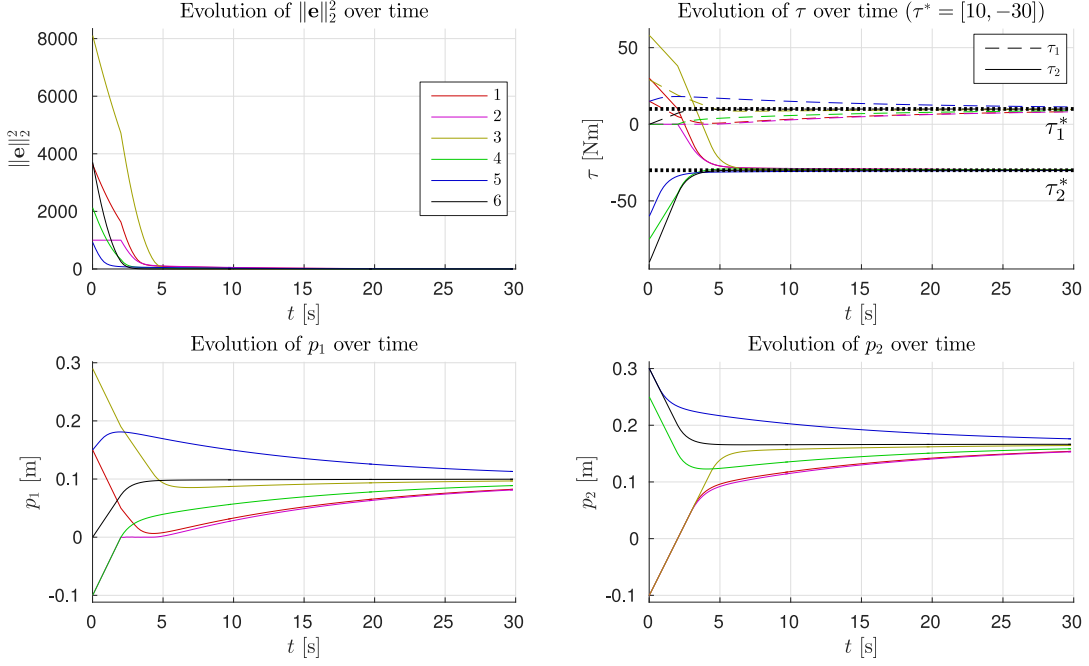 Evolution of ‖e‖₂² over time
8000
6000
4000
2000
0
‖e‖₂²
1
2
3
4
5
6
0 5 10 15 20 25 30
t [s]
Evolution of τ over time (τ* = [10, −30])
50
0
-50
τ [Nm]
τ₁
τ₂
τ₁*
τ₂*
0 5 10 15 20 25 30
t [s]
Evolution of p₁ over time
0.3
0.2
0.1
0
-0.1
p₁ [m]
0 5 10 15 20 25 30
t [s]
Evolution of p₂ over time
0.3
0.2
0.1
0
-0.1
p₂ [m]
0 5 10 15 20 25 30
t [s]